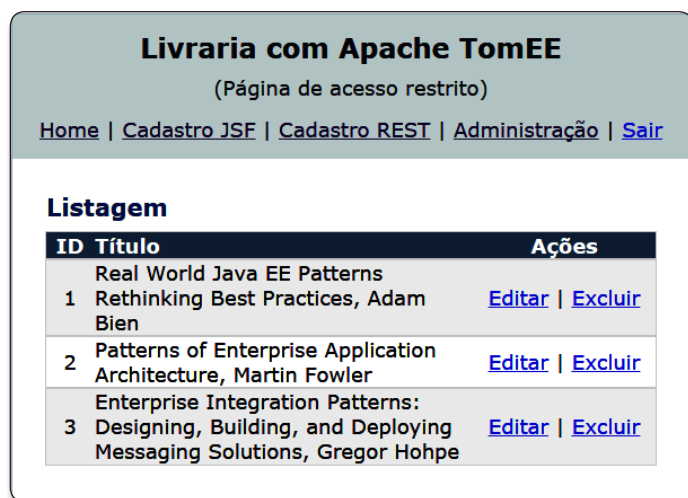 Livraria com Apache TomEE
(Página de acesso restrito)
Home | Cadastro JSF | Cadastro REST | Administração | Sair
Listagem
ID Título Ações
Real World Java EE Patterns
1 Rethinking Best Practices, Adam Editar | Excluir
Bien
2 Patterns of Enterprise Application Editar | Excluir
Architecture, Martin Fowler
Enterprise Integration Patterns:
3 Designing, Building, and Deploying Editar | Excluir
Messaging Solutions, Gregor Hohpe